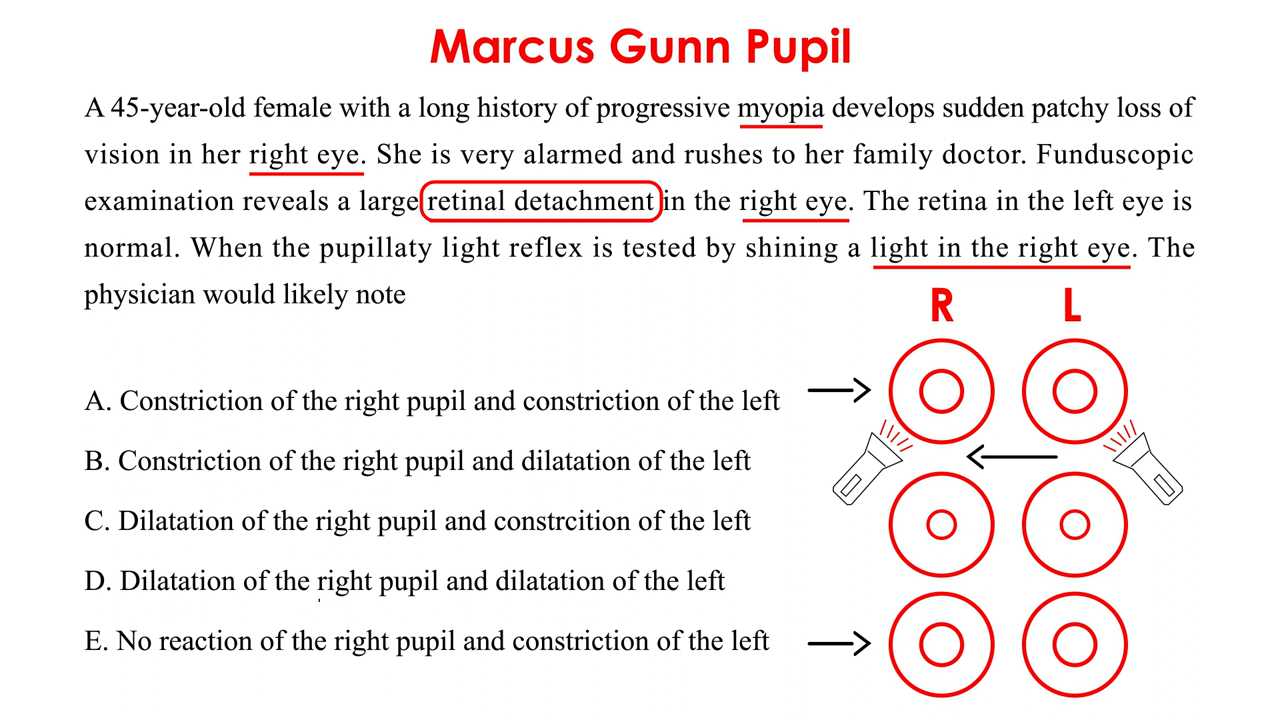 Marcus Gunn Pupil
A 45-year-old female with a long history of progressive myopia develops sudden patchy loss of
vision in her right eye. She is very alarmed and rushes to her family doctor. Funduscopic
examination reveals a large retinal detachment in the right eye. The retina in the left eye is
normal. When the pupillaty light reflex is tested by shining a light in the right eye. The
physician would likely note
R L
A. Constriction of the right pupil and constriction of the left
B. Constriction of the right pupil and dilatation of the left
C. Dilatation of the right pupil and constrcition of the left
D. Dilatation of the right pupil and dilatation of the left
E. No reaction of the right pupil and constriction of the left